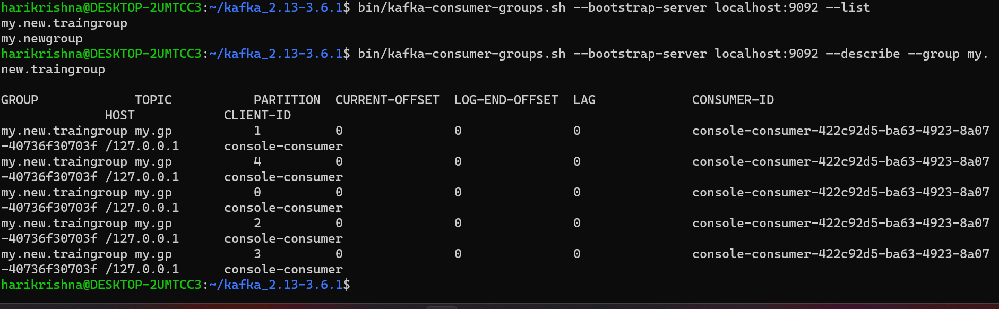 harikrishna@DESKTOP-2UMTCC3:~/kafka_2.13-3.6.1$ bin/kafka-consumer-groups.sh --bootstrap-server localhost:9092 --list
my.new.traingroup
my.newgroup
harikrishna@DESKTOP-2UMTCC3:~/kafka_2.13-3.6.1$ bin/kafka-consumer-groups.sh --bootstrap-server localhost:9092 --describe --group my.
new.traingroup
GROUP             TOPIC           PARTITION  CURRENT-OFFSET  LOG-END-OFFSET  LAG             CONSUMER-ID
              HOST            CLIENT-ID
my.new.traingroup my.gp           1          0               0               0               console-consumer-422c92d5-ba63-4923-8a07
-40736f30703f /127.0.0.1      console-consumer
my.new.traingroup my.gp           4          0               0               0               console-consumer-422c92d5-ba63-4923-8a07
-40736f30703f /127.0.0.1      console-consumer
my.new.traingroup my.gp           0          0               0               0               console-consumer-422c92d5-ba63-4923-8a07
-40736f30703f /127.0.0.1      console-consumer
my.new.traingroup my.gp           2          0               0               0               console-consumer-422c92d5-ba63-4923-8a07
-40736f30703f /127.0.0.1      console-consumer
my.new.traingroup my.gp           3          0               0               0               console-consumer-422c92d5-ba63-4923-8a07
-40736f30703f /127.0.0.1      console-consumer
harikrishna@DESKTOP-2UMTCC3:~/kafka_2.13-3.6.1$